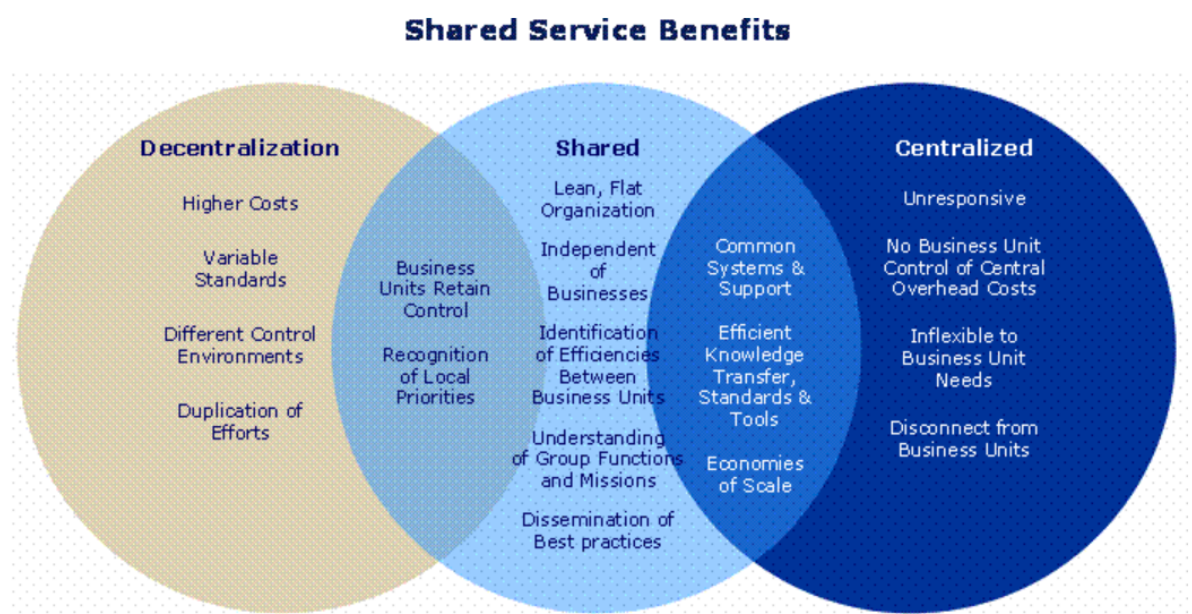 Shared Service Benefits
Decentralization
Higher Costs
Variable
Standards
Different Control
Environments
Duplication of
Efforts
Business
Units Retain
Control
Recognition
of Local
Priorities
Shared
Lean, Flat
Organization
Independent
of
Businesses
Identification
of Efficiencies
Between
Business Units
Understanding
of Group Functions
and Missions
Dissemination of
Best practices
Common
Systems &
Support
Efficient
Knowledge
Transfer,
Standards &
Tools
Economies
of Scale
Centralized
Unresponsive
No Business Unit
Control of Central
Overhead Costs
Inflexible to
Business Unit
Needs
Disconnect from
Business Units